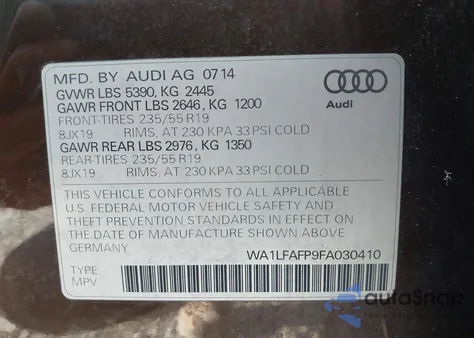 MFD. BY AUDI AG 07 14
GVWR LBS 5390, KG 2445
GAWR FRONT LBS 2646, KG 1200
FRONT-TIRES 235/55 R19
8JX19 RIMS, AT 230 KPA 33 PSI COLD
GAWR REAR LBS 2976, KG 1350
REAR-TIRES 235/55 R19
8JX19 RIMS, AT 230 KPA 33 PSI COLD
Audi
THIS VEHICLE CONFORMS TO ALL APPLICABLE
U.S. FEDERAL MOTOR VEHICLE SAFETY AND
THEFT PREVENTION STANDARDS IN EFFECT ON
THE DATE OF MANUFACTURE SHOWN ABOVE
GERMANY
WA1LFAFP9FA030410
TYPE
MPV
autoSnap